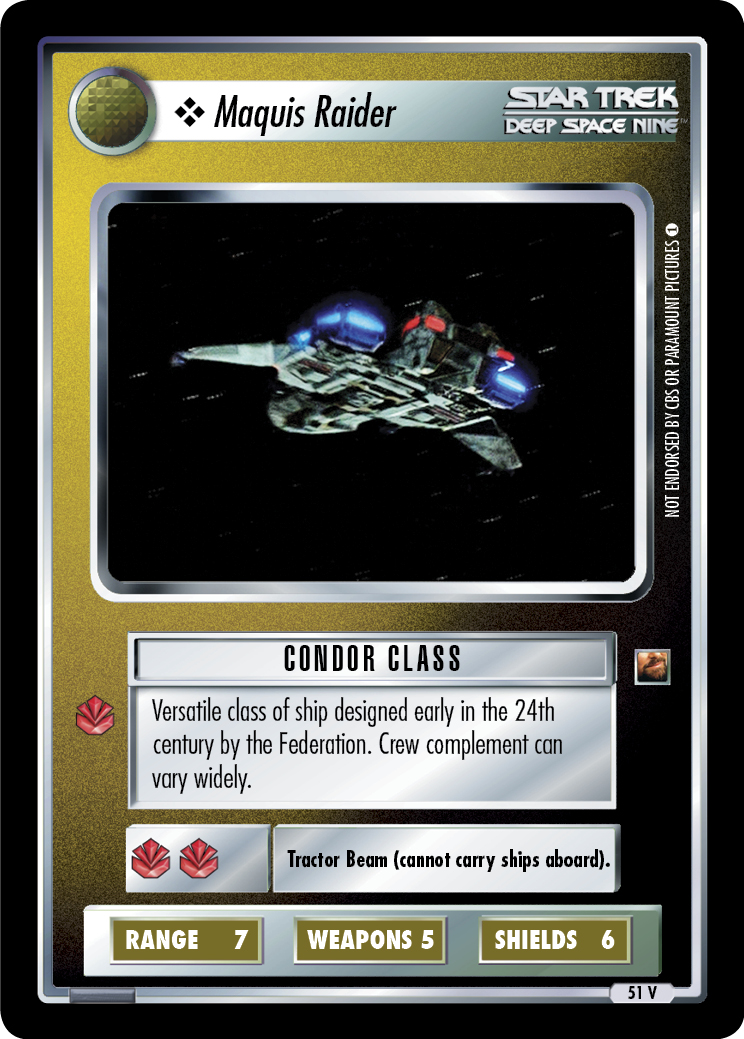 ❖ Maquis Raider
STAR TREK
DEEP SPACE NINE™
NOT ENDORSED BY CBS OR PARAMOUNT PICTURES 1
CONDOR CLASS
Versatile class of ship designed early in the 24th
century by the Federation. Crew complement can
vary widely.
Tractor Beam (cannot carry ships aboard).
RANGE 7 WEAPONS 5 SHIELDS 6
51 V